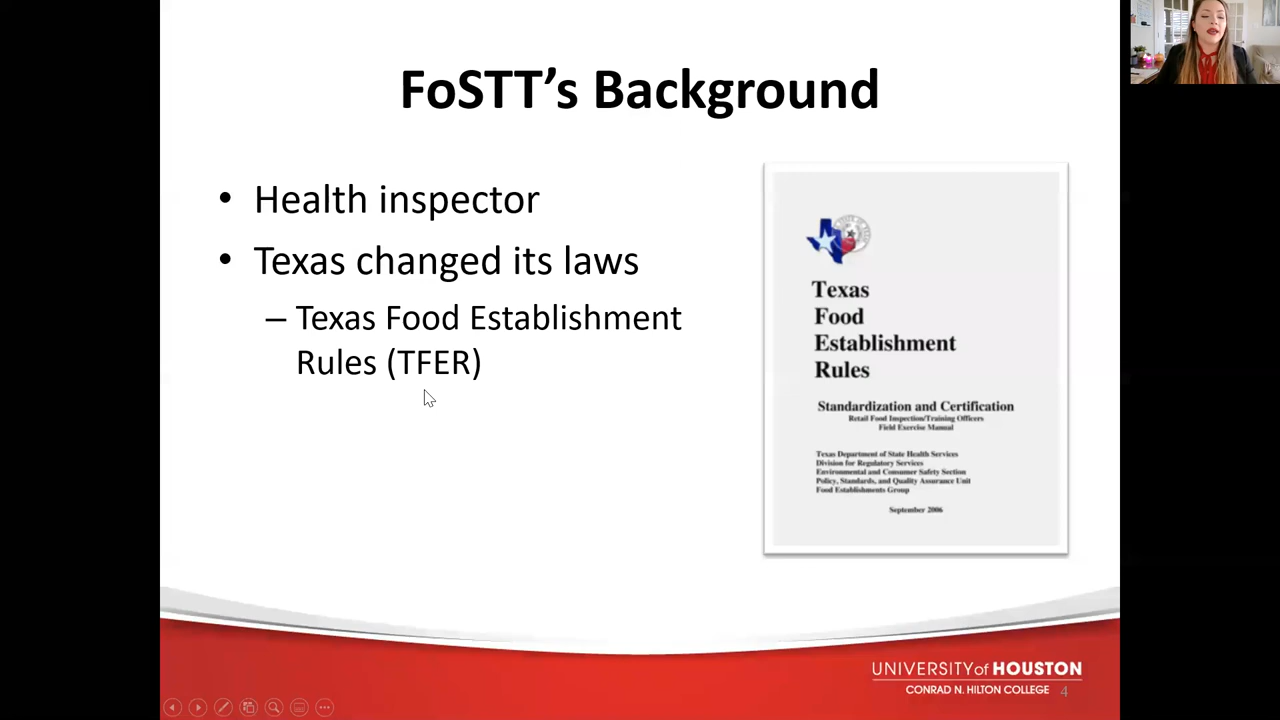 FoSTT’s Background
• Health inspector
• Texas changed its laws
– Texas Food Establishment
Rules (TFER)
Texas
Food
Establishment
Rules
Standardization and Certification
Retail Food Inspection/Training Officers
Field Exercise Manual
Texas Department of State Health Services
Division for Regulatory Services
Environmental and Consumer Safety Section
Policy, Standards, and Quality Assurance Unit
Food Establishments Group
September 2006
UNIVERSITY of HOUSTON
CONRAD N. HILTON COLLEGE
4